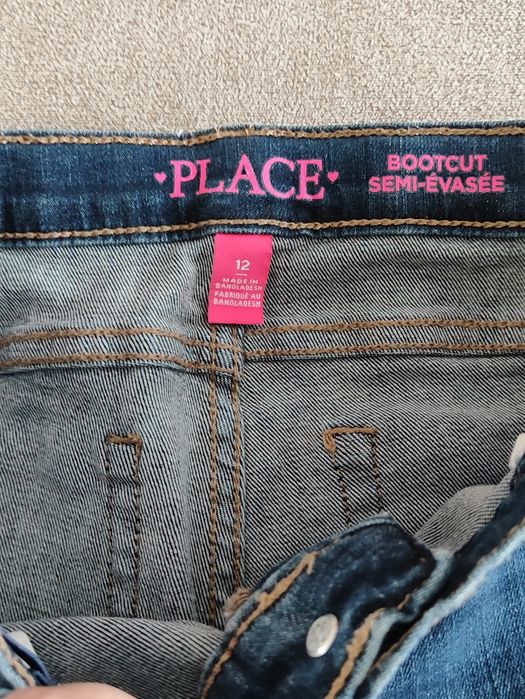 ♥PLACE♥
BOOTCUT
SEMI-ÉVASÉE
12
MADE IN
BANGLADESH
FABRIQUÉ AU
BANGLADESH